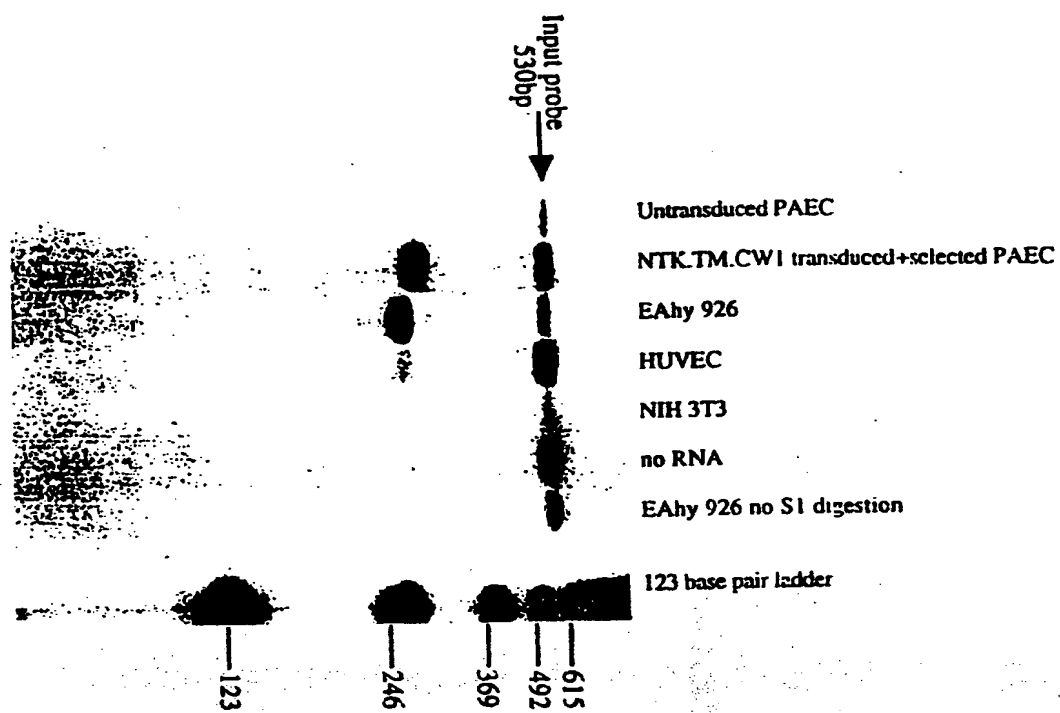 Input probe
530bp
Untransduced PAEC
NTK.TM.CW1 transduced+selected PAEC
EAhy 926
HUVEC
NIH 3T3
no RNA
EAhy 926 no S1 digestion
123 base pair ladder
123
246
369
492
615